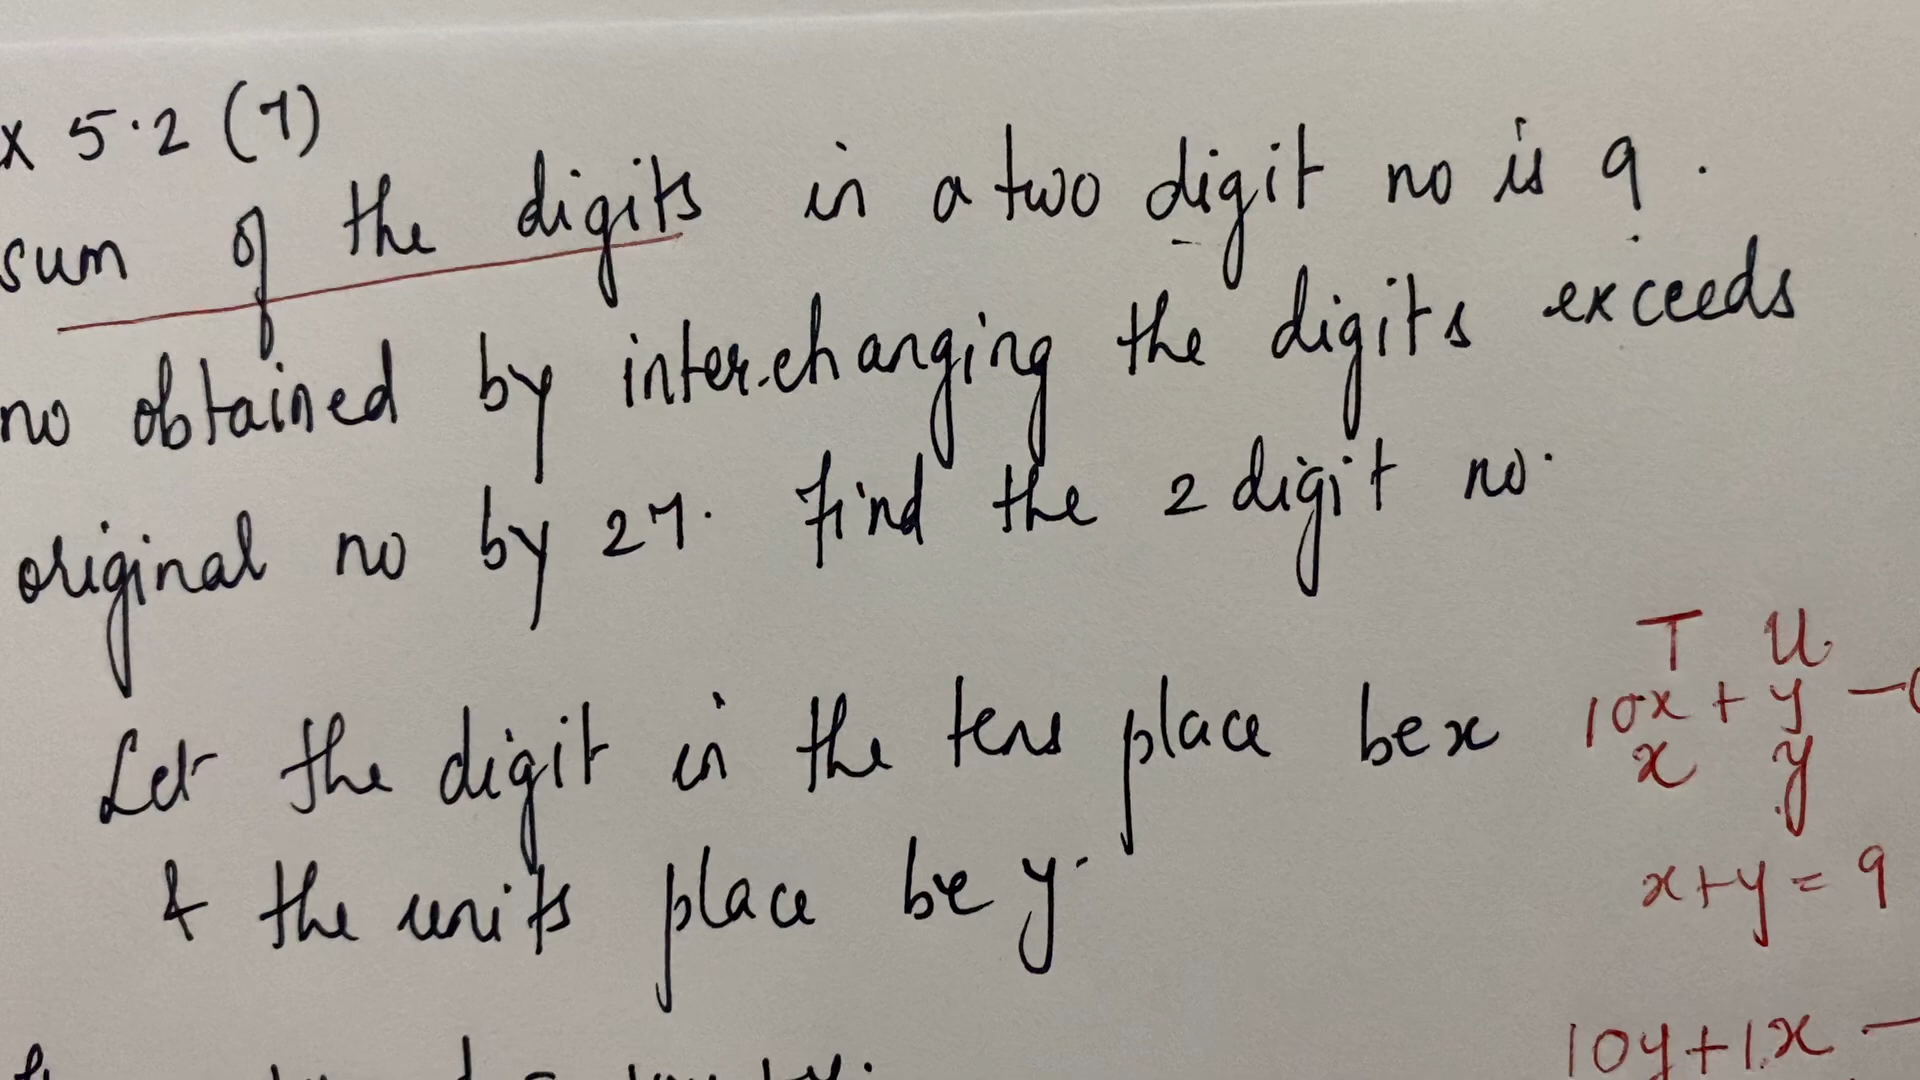 x 5.2 (7)
sum of the digits in a two digit no is 9.
no obtained by inter-changing the digits exceeds
original no by 27. Find the 2 digit no.
T U
Let the digit in the tens place be x
10x + y —
x y
& the units place be y.
x+y = 9
10y+1x —